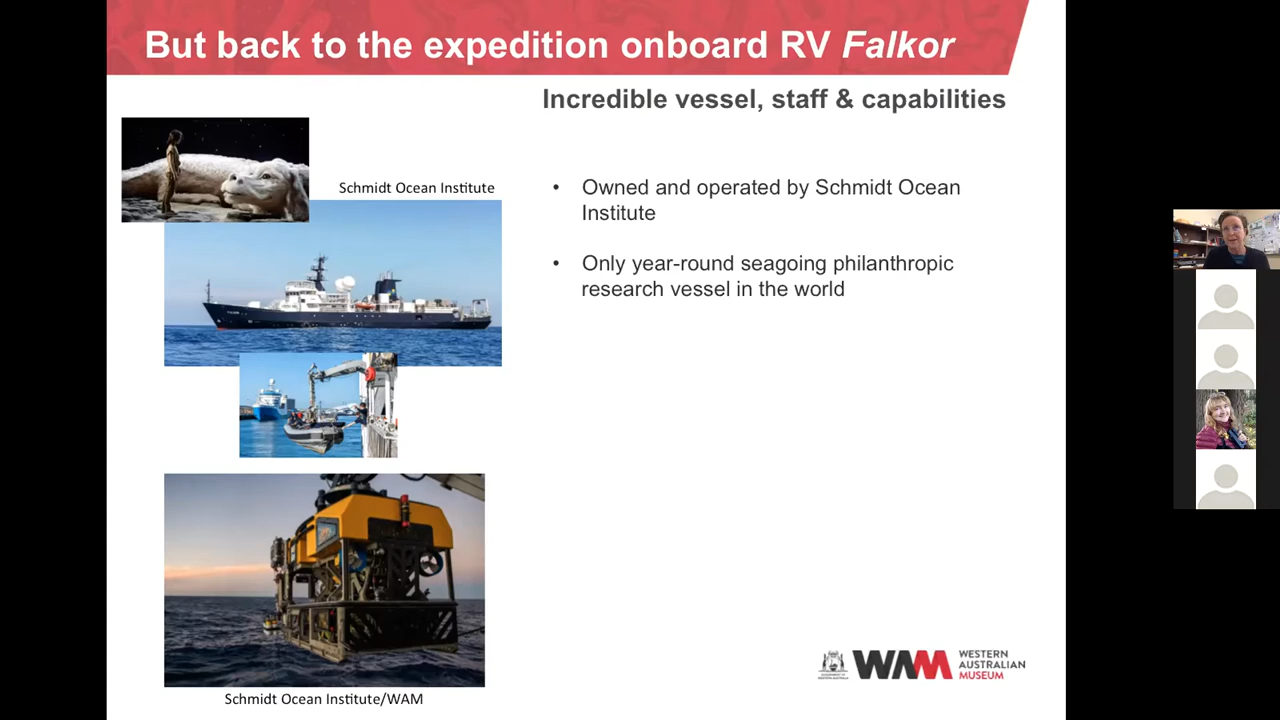 But back to the expedition onboard RV Falkor
Incredible vessel, staff & capabilities
Schmidt Ocean Institute
• Owned and operated by Schmidt Ocean
Institute
• Only year-round seagoing philanthropic
research vessel in the world
Schmidt Ocean Institute/WAM
WAM
WESTERN
AUSTRALIAN
MUSEUM